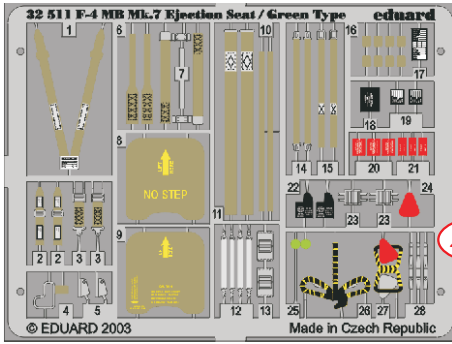 32 511 F-4 MB Mk.7 Ejection Seat / Green Type eduard
1 6 10 16
7 17
18 19
8
NO STEP
14 15 20 21
11
22 23 23 24
2 2 3 3
9
4 5 12 13 25 26 27 28
© EDUARD 2003 Made in Czech Republic